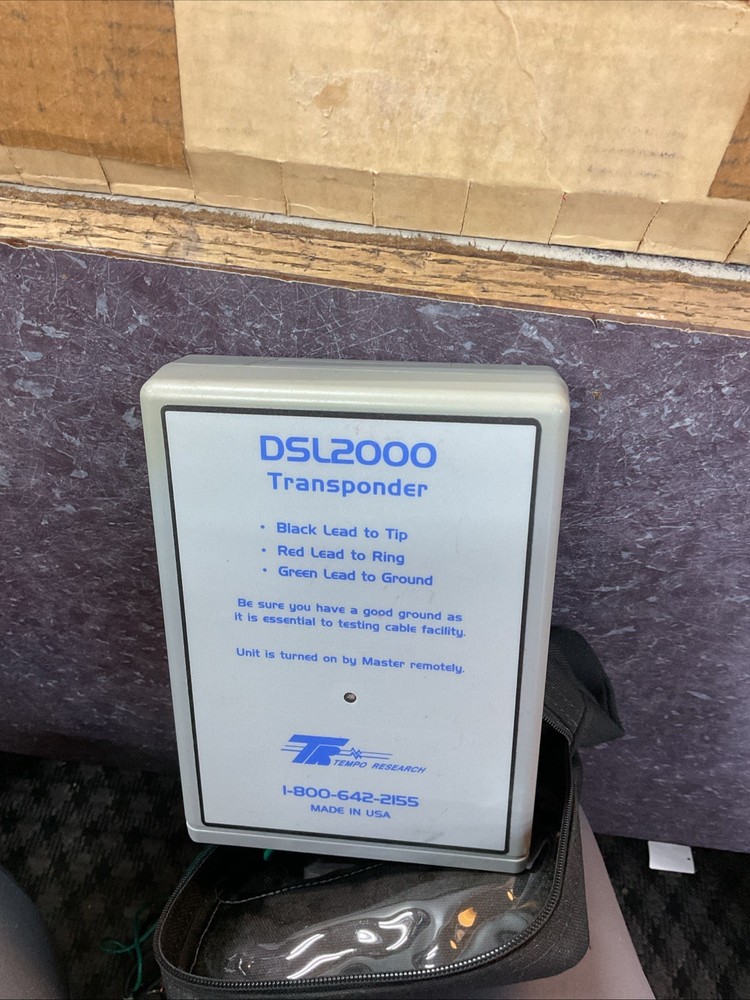 DSL2000
Transponder
• Black Lead to Tip
• Red Lead to Ring
• Green Lead to Ground
Be sure you have a good ground as
it is essential to testing cable facility.
Unit is turned on by Master remotely.
TR TEMPO RESEARCH
1-800-642-2155
MADE IN USA